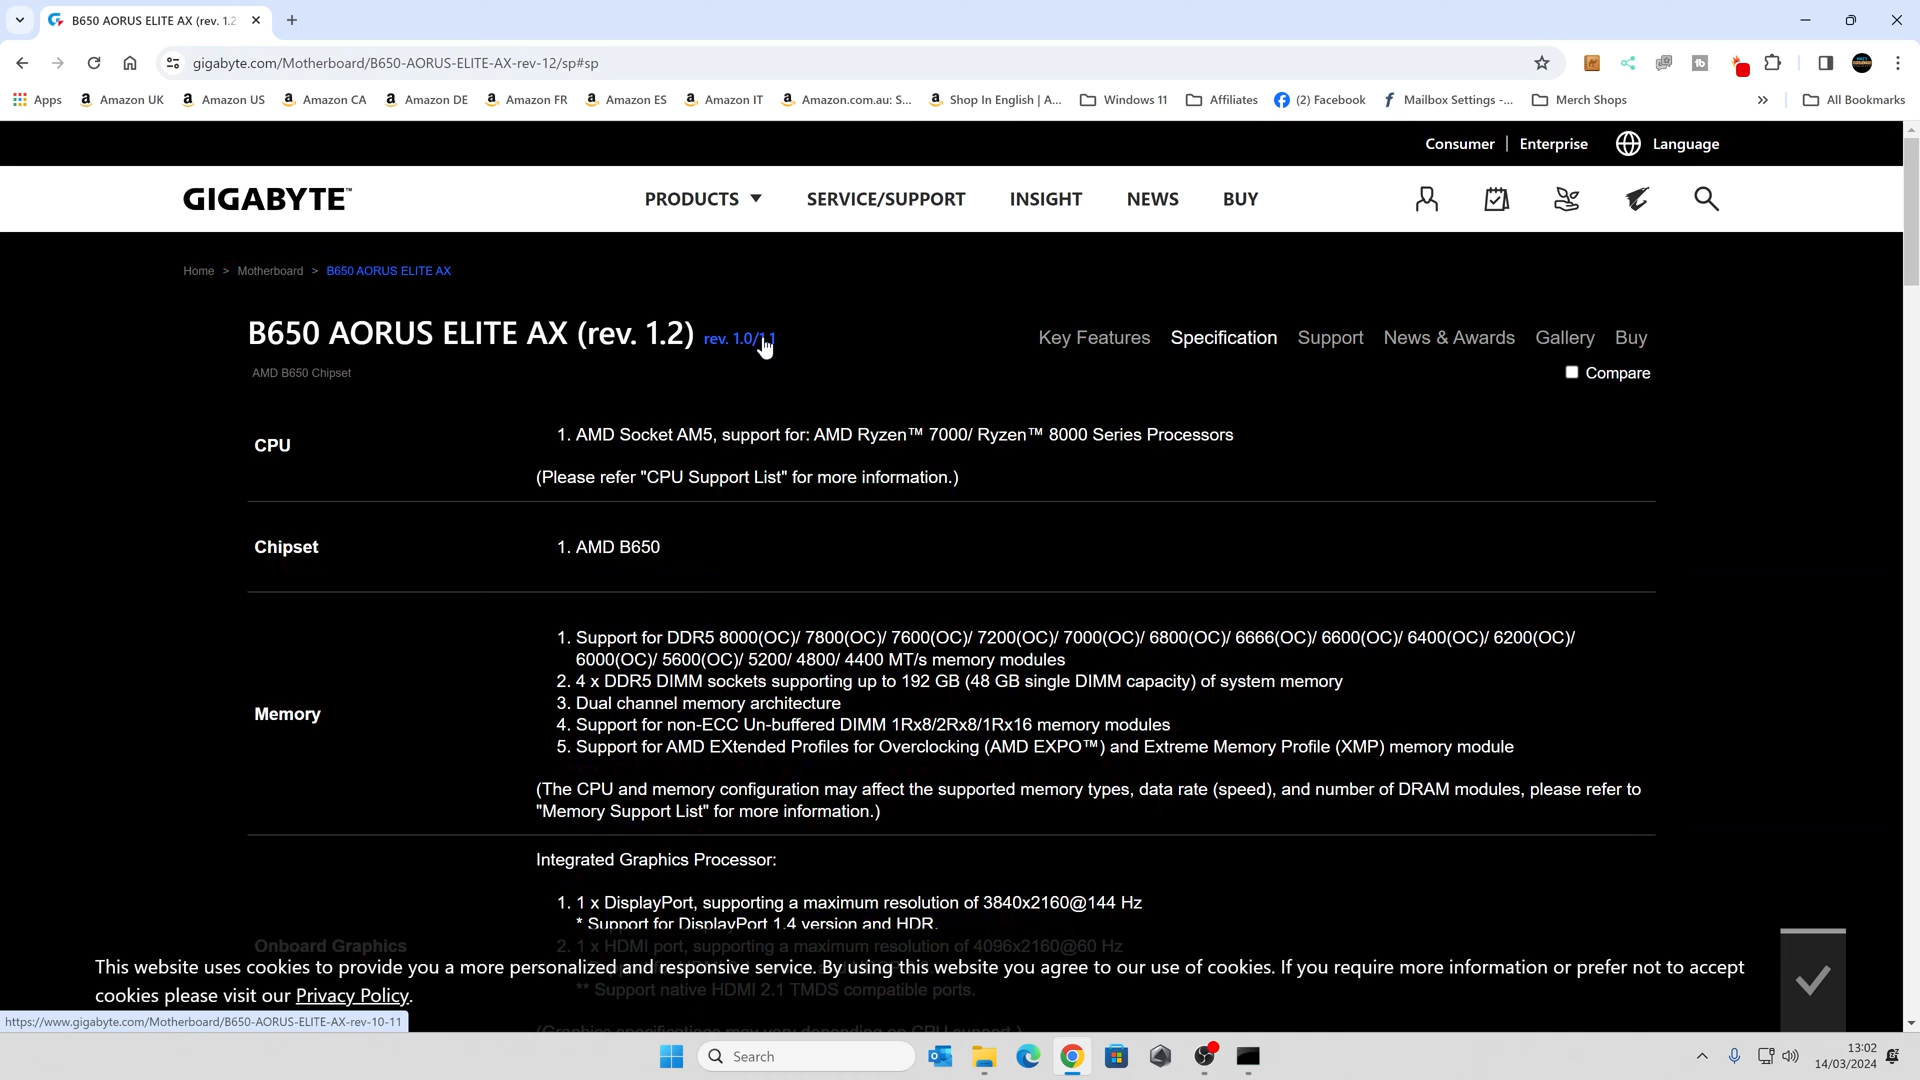 B650 AORUS ELITE AX (rev. 1.2
gigabyte.com/Motherboard/B650-AORUS-ELITE-AX-rev-12/sp#sp
Apps Amazon UK Amazon US Amazon CA Amazon DE Amazon FR Amazon ES Amazon IT Amazon.com.au: S... Shop In English | A... Windows 11 Affiliates (2) Facebook Mailbox Settings -... Merch Shops » All Bookmarks
Consumer | Enterprise Language
GIGABYTE™ PRODUCTS SERVICE/SUPPORT INSIGHT NEWS BUY
Home > Motherboard > B650 AORUS ELITE AX
B650 AORUS ELITE AX (rev. 1.2) rev. 1.0/1.1 Key Features Specification Support News & Awards Gallery Buy
AMD B650 Chipset Compare
CPU
1. AMD Socket AM5, support for: AMD Ryzen™ 7000/ Ryzen™ 8000 Series Processors
(Please refer "CPU Support List" for more information.)
Chipset 1. AMD B650
Memory
1. Support for DDR5 8000(OC)/ 7800(OC)/ 7600(OC)/ 7200(OC)/ 7000(OC)/ 6800(OC)/ 6666(OC)/ 6600(OC)/ 6400(OC)/ 6200(OC)/
6000(OC)/ 5600(OC)/ 5200/ 4800/ 4400 MT/s memory modules
2. 4 x DDR5 DIMM sockets supporting up to 192 GB (48 GB single DIMM capacity) of system memory
3. Dual channel memory architecture
4. Support for non-ECC Un-buffered DIMM 1Rx8/2Rx8/1Rx16 memory modules
5. Support for AMD EXtended Profiles for Overclocking (AMD EXPO™) and Extreme Memory Profile (XMP) memory module
(The CPU and memory configuration may affect the supported memory types, data rate (speed), and number of DRAM modules, please refer to
"Memory Support List" for more information.)
Integrated Graphics Processor:
1. 1 x DisplayPort, supporting a maximum resolution of 3840x2160@144 Hz
* Support for DisplayPort 1.4 version and HDR.
Onboard Graphics 2. 1 x HDMI port, supporting a maximum resolution of 4096x2160@60 Hz
This website uses cookies to provide you a more personalized and responsive service. By using this website you agree to our use of cookies. If you require more information or prefer not to accept
cookies please visit our Privacy Policy.
** Support native HDMI 2.1 TMDS compatible ports.
(Graphics specifications may vary depending on CPU support.)
https://www.gigabyte.com/Motherboard/B650-AORUS-ELITE-AX-rev-10-11
Search
13:02
14/03/2024